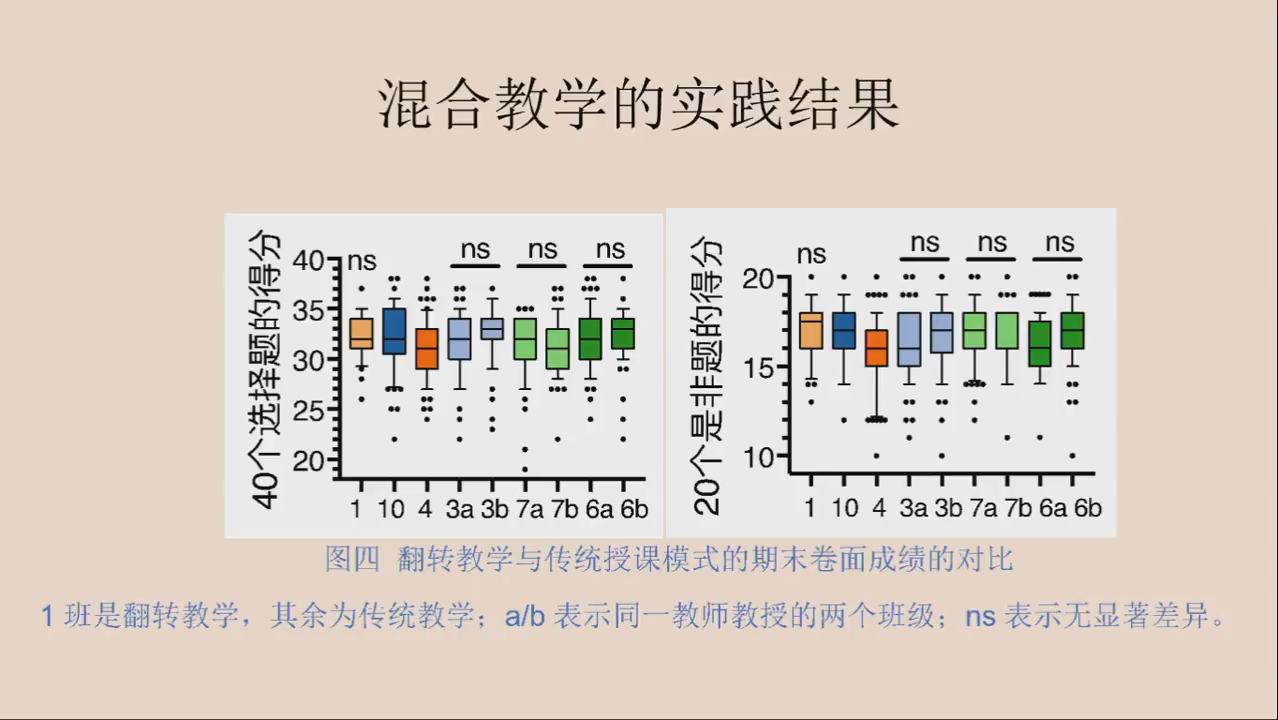 混合教学的实践结果
40个选择题的得分
40
35
30
25
20
ns
ns
ns
ns
1 10 4 3a 3b 7a 7b 6a 6b
20个是非题的得分
20
15
10
ns
ns
ns
ns
1 10 4 3a 3b 7a 7b 6a 6b
图四 翻转教学与传统授课模式的期末卷面成绩的对比
1 班是翻转教学，其余为传统教学；a/b 表示同一教师教授的两个班级；ns 表示无显著差异。